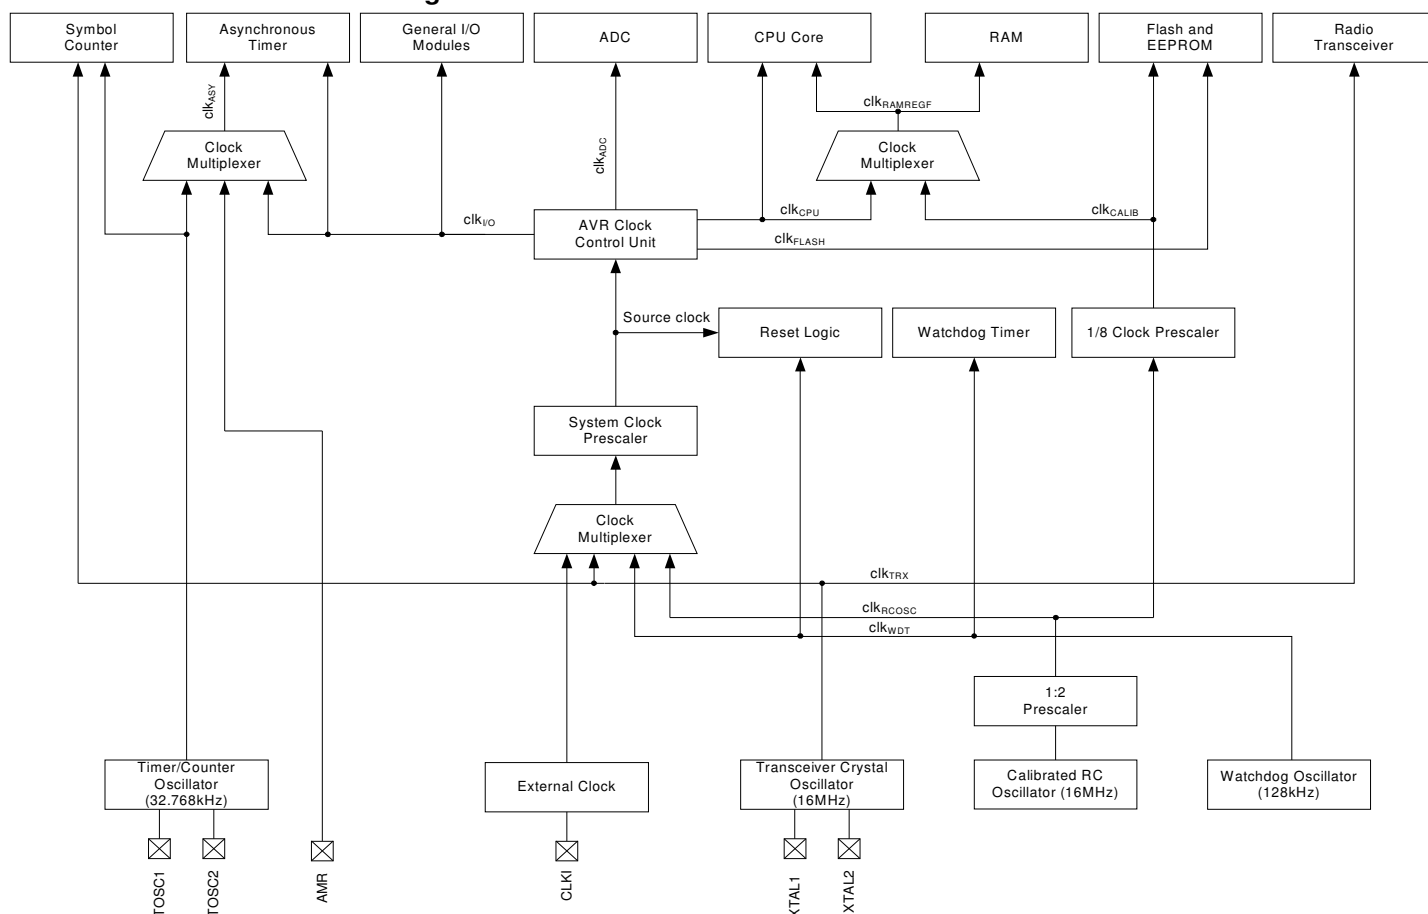 Symbol
Counter
Asynchronous
Timer
General I/O
Modules
ADC
CPU Core
RAM
Flash and
EEPROM
Radio
Transceiver
clkASY
clkADC
clkRAMREGF
Clock
Multiplexer
Clock
Multiplexer
clkI/O
AVR Clock
Control Unit
clkCPU
clkCALIB
clkFLASH
Source clock
Reset Logic
Watchdog Timer
1/8 Clock Prescaler
System Clock
Prescaler
Clock
Multiplexer
clkTRX
clkRCOSC
clkWDT
1:2
Prescaler
Timer/Counter
Oscillator
(32.768kHz)
External Clock
Transceiver Crystal
Oscillator
(16MHz)
Calibrated RC
Oscillator (16MHz)
Watchdog Oscillator
(128kHz)
TOSC1
TOSC2
AMR
CLKI
XTAL1
XTAL2